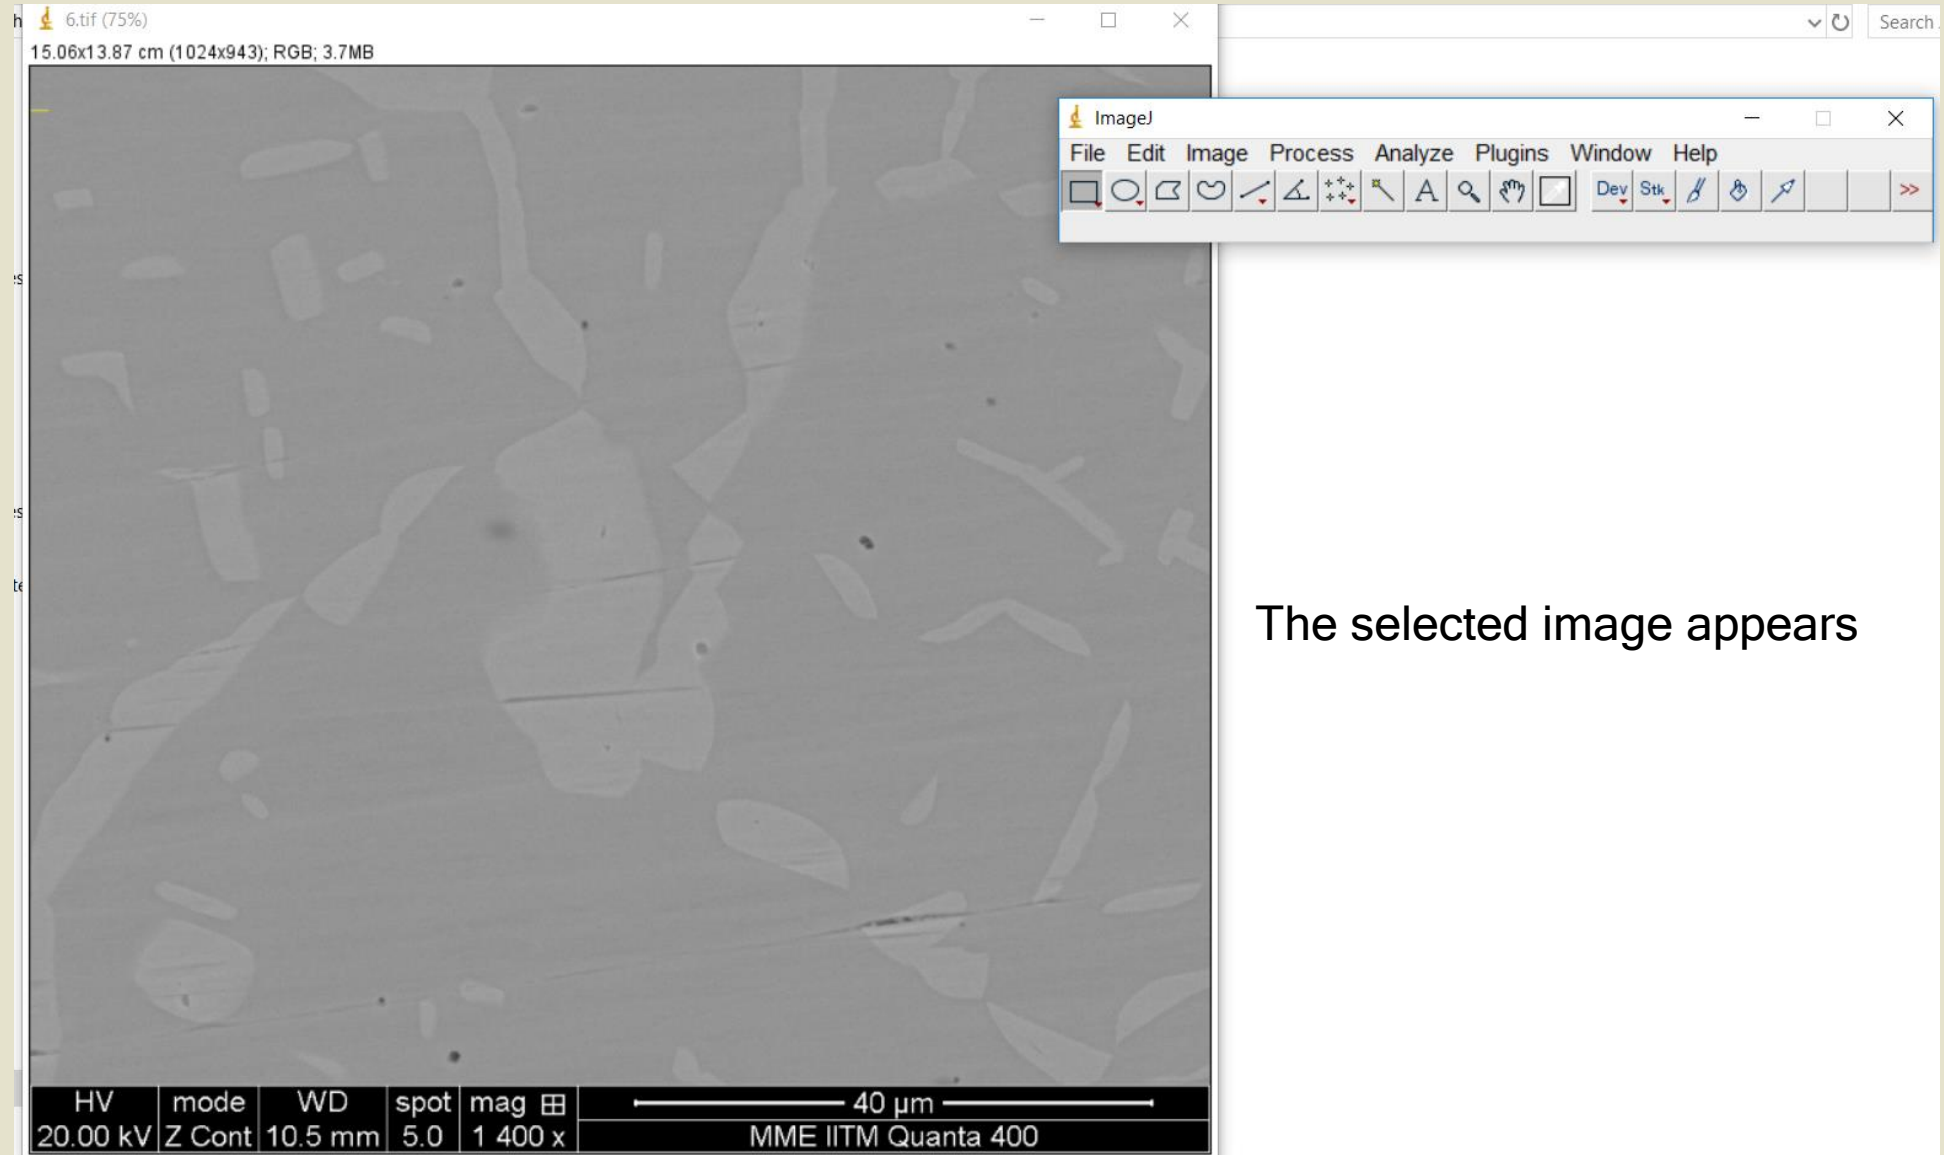 6.tif (75%)
15.06x13.87 cm (1024x943); RGB; 3.7MB
Search
ImageJ
File Edit Image Process Analyze Plugins Window Help
A Dev Stk >>
The selected image appears
HV mode WD spot mag 40 µm
20.00 kV Z Cont 10.5 mm 5.0 1 400 x MME IITM Quanta 400